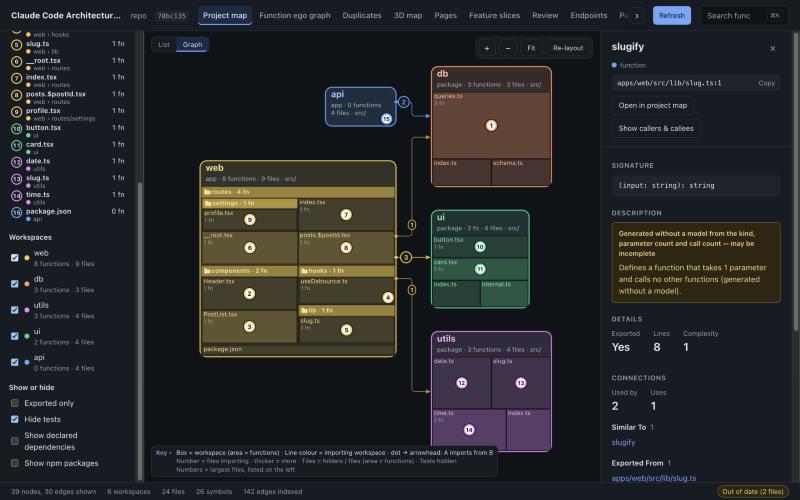 Claude Code Architectur...
repo
70bc135
Project map
Function ego graph
Duplicates
3D map
Pages
Feature slices
Review
Endpoints
Refresh
Search func
⌘K
web › hooks
5 slug.ts 1 fn
web › lib
6 __root.tsx 1 fn
web › routes
7 index.tsx 1 fn
web › routes
8 posts.$postId.tsx 1 fn
web › routes
9 profile.tsx 1 fn
web › routes/settings
10 button.tsx 1 fn
ui
11 card.tsx 1 fn
ui
12 date.ts 1 fn
utils
13 slug.ts 1 fn
utils
14 time.ts 1 fn
utils
15 package.json 0 fn
api
Workspaces
web
8 functions · 9 files
db
3 functions · 3 files
utils
3 functions · 4 files
ui
2 functions · 4 files
api
0 functions · 4 files
Show or hide
Exported only
Hide tests
Show declared
dependencies
Show npm packages
List
Graph
+
−
Fit
Re-layout
api
app · 0 functions
4 files · src/
15
2
db
package · 3 functions · 3 files · src/
queries.ts
3 fn
1
index.ts
schema.ts
web
app · 8 functions · 9 files · src/
routes · 4 fn
settings · 1 fn
profile.tsx
1 fn
9
index.tsx
1 fn
7
__root.tsx
1 fn
6
posts.$postId.tsx
1 fn
8
components · 2 fn
Header.tsx
1 fn
2
PostList.tsx
1 fn
3
hooks · 1 fn
useDebounce.ts
1 fn
4
lib · 1 fn
slug.ts
1 fn
5
package.json
1
3
1
ui
package · 2 fn · 4 files · src/
button.tsx
1 fn
10
card.tsx
1 fn
11
index.ts
internal.ts
utils
package · 3 functions · 4 files · src/
date.ts
1 fn
12
slug.ts
1 fn
13
time.ts
1 fn
14
index.ts
Key
Box = workspace (area = functions) · Line colour = importing workspace · dot → arrowhead: A imports from B
Number = files importing · thicker = more · Tiles = folders / files (area = functions) · Tests hidden
Numbers = largest files, listed on the left
slugify
×
function
apps/web/src/lib/slug.ts:1
Copy
Open in project map
Show callers & callees
SIGNATURE
(input: string): string
DESCRIPTION
Generated without a model from the kind,
parameter count and call count — may be
incomplete
Defines a function that takes 1 parameter
and calls no other functions (generated
without a model).
DETAILS
Exported
Yes
Lines
8
Complexity
1
CONNECTIONS
Used by
2
Uses
1
Similar To 1
slugify
Exported From 1
apps/web/src/lib/slug.ts
39 nodes, 30 edges shown
6 workspaces
24 files
26 symbols
142 edges indexed
Out of date (2 files)